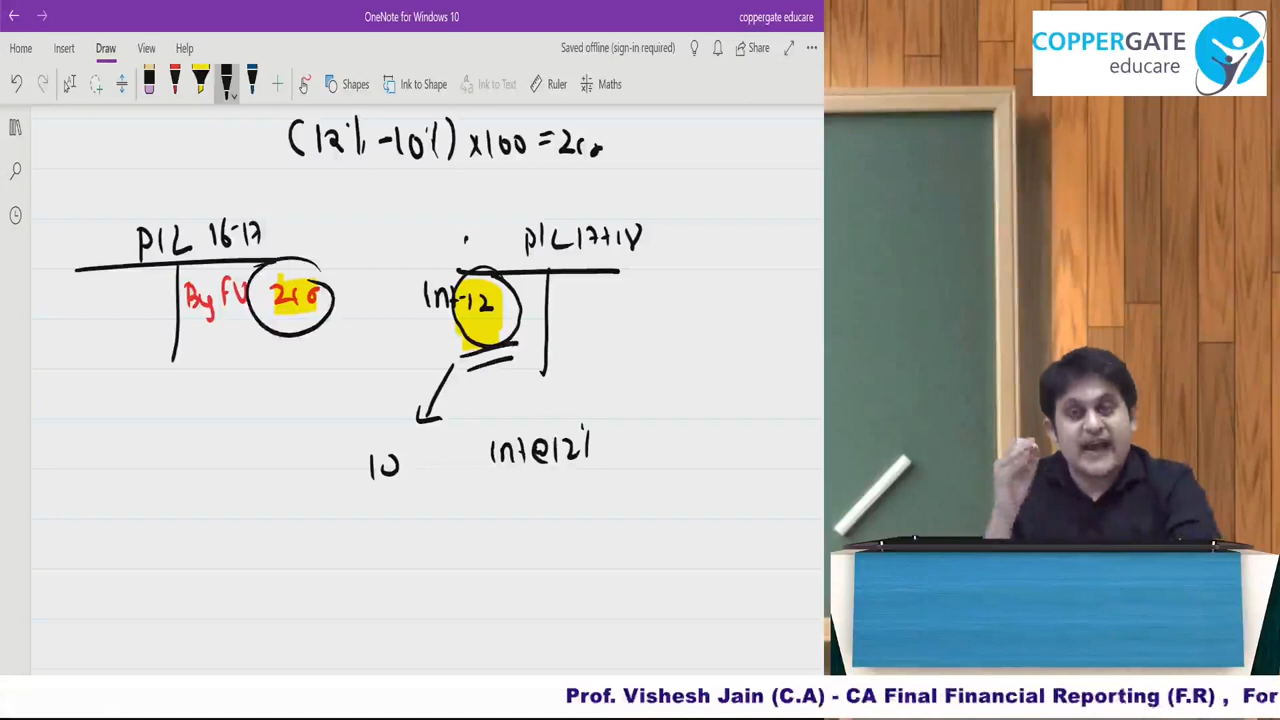 OneNote for Windows 10
coppergate educare
Home Insert Draw View Help
Saved offline (sign-in required)
Share
Shapes
Ink to Shape
Ink to Text
Ruler
Maths
COPPERGATE
educare
(12% - 10%) x100 = 2cr
P/L 16-17
P/L 17-18
By FV 2cr
Int-12
10
Int@12%
Prof. Vishesh Jain (C.A) - CA Final Financial Reporting (F.R) , For